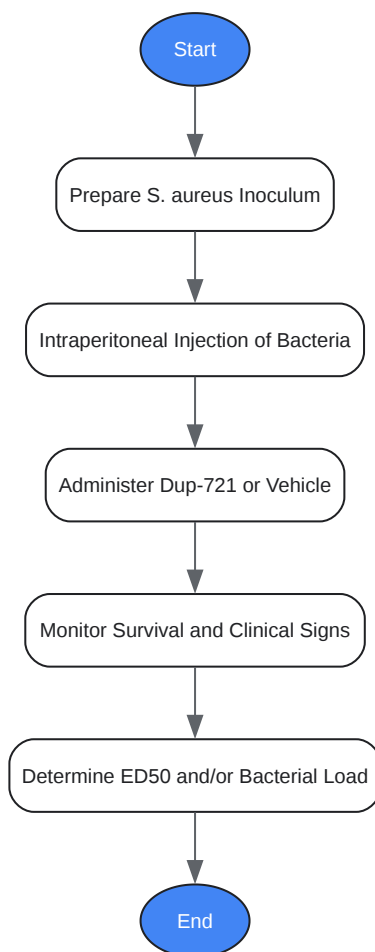 Start
Prepare S. aureus Inoculum
Intraperitoneal Injection of Bacteria
Administer Dup-721 or Vehicle
Monitor Survival and Clinical Signs
Determine ED50 and/or Bacterial Load
End